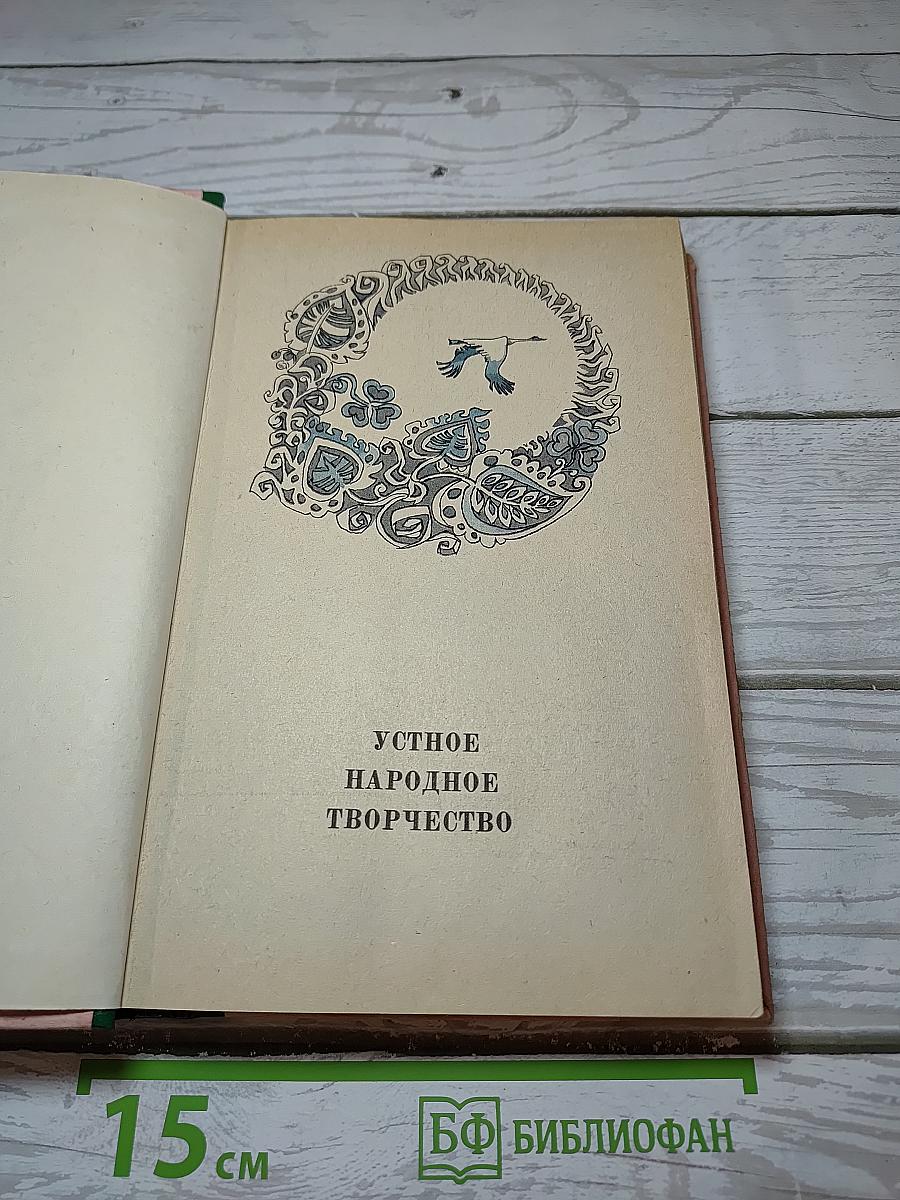 УСТНОЕ
НАРОДНОЕ
ТВОРЧЕСТВО
15 см
БФ БИБЛИОФАН